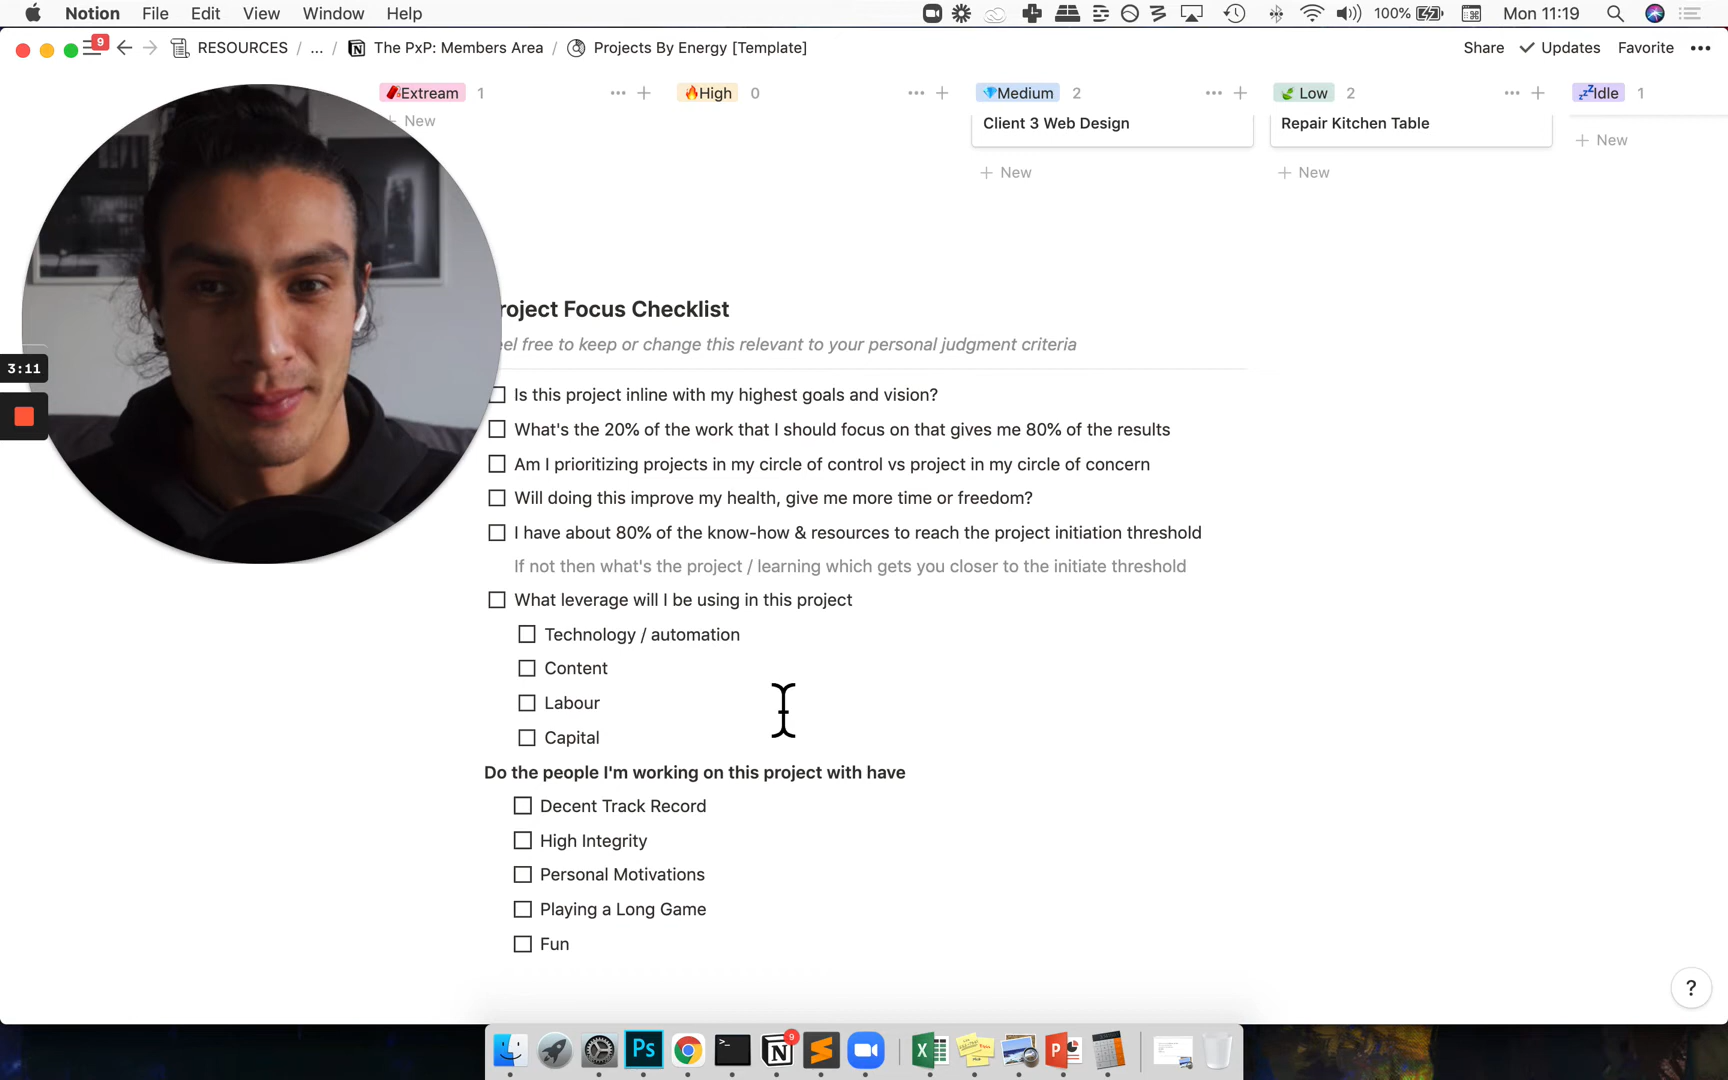 Notion File Edit View Window Help 100% Mon 11:19
9 RESOURCES / ... / The PxP: Members Area / Projects By Energy [Template] Share Updates Favorite •••
Extream 1 High 0 Medium 2 Low 2 Idle 1
New Client 3 Web Design Repair Kitchen Table New
New New
Project Focus Checklist
el free to keep or change this relevant to your personal judgment criteria
3:11
Is this project inline with my highest goals and vision?
What's the 20% of the work that I should focus on that gives me 80% of the results
Am I prioritizing projects in my circle of control vs project in my circle of concern
Will doing this improve my health, give me more time or freedom?
I have about 80% of the know-how & resources to reach the project initiation threshold
If not then what's the project / learning which gets you closer to the initiate threshold
What leverage will I be using in this project
Technology / automation
Content
Labour
Capital
Do the people I'm working on this project with have
Decent Track Record
High Integrity
Personal Motivations
Playing a Long Game
Fun
?
Ps N 9 X P